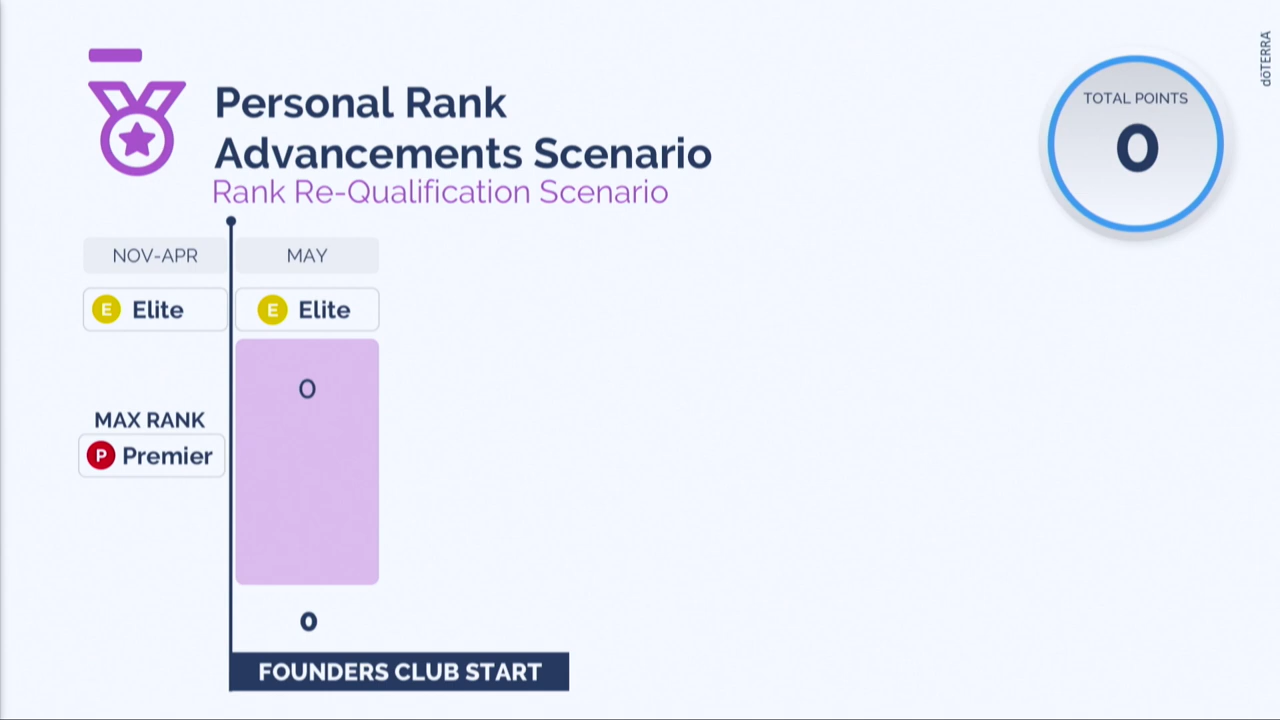 dōTERRA
Personal Rank
Advancements Scenario
Rank Re-Qualification Scenario
TOTAL POINTS
0
NOV-APR
MAY
E Elite
E Elite
0
MAX RANK
P Premier
0
FOUNDERS CLUB START